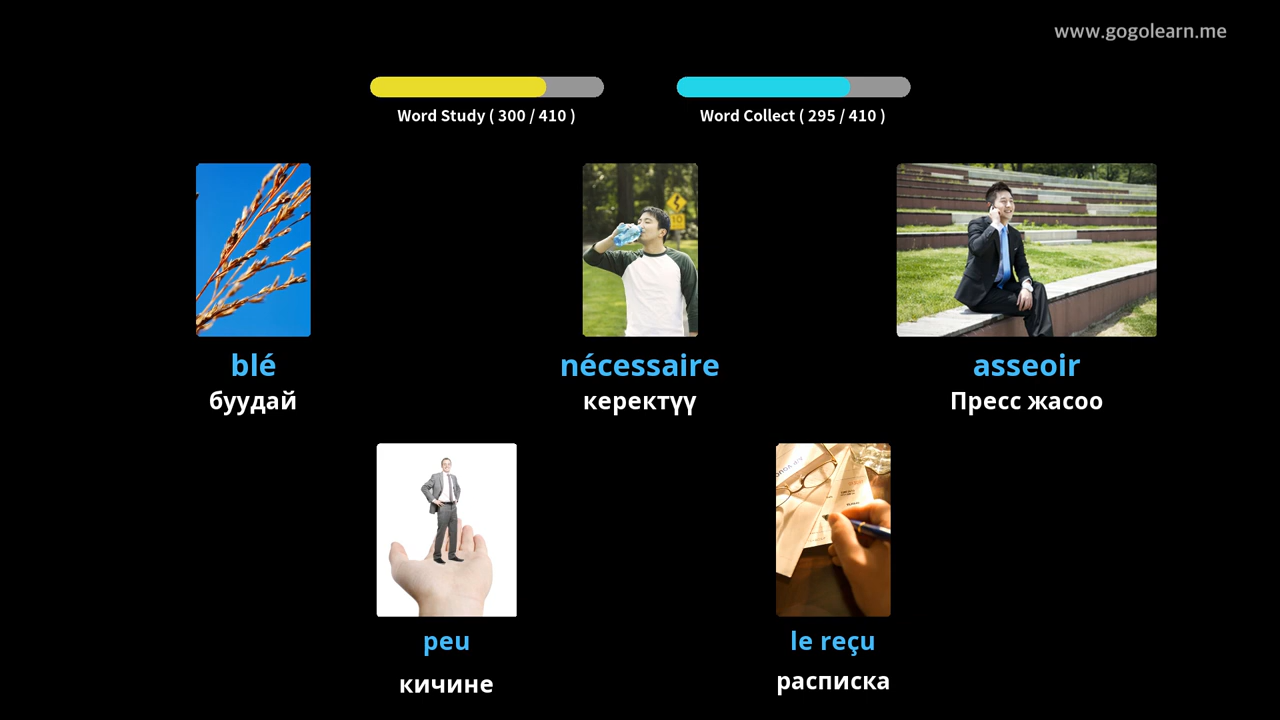 www.gogolearn.me
Word Study ( 300 / 410 )
Word Collect ( 295 / 410 )
blé
буудай
nécessaire
керектүү
asseoir
Пресс жасоо
peu
кичине
le reçu
расписка